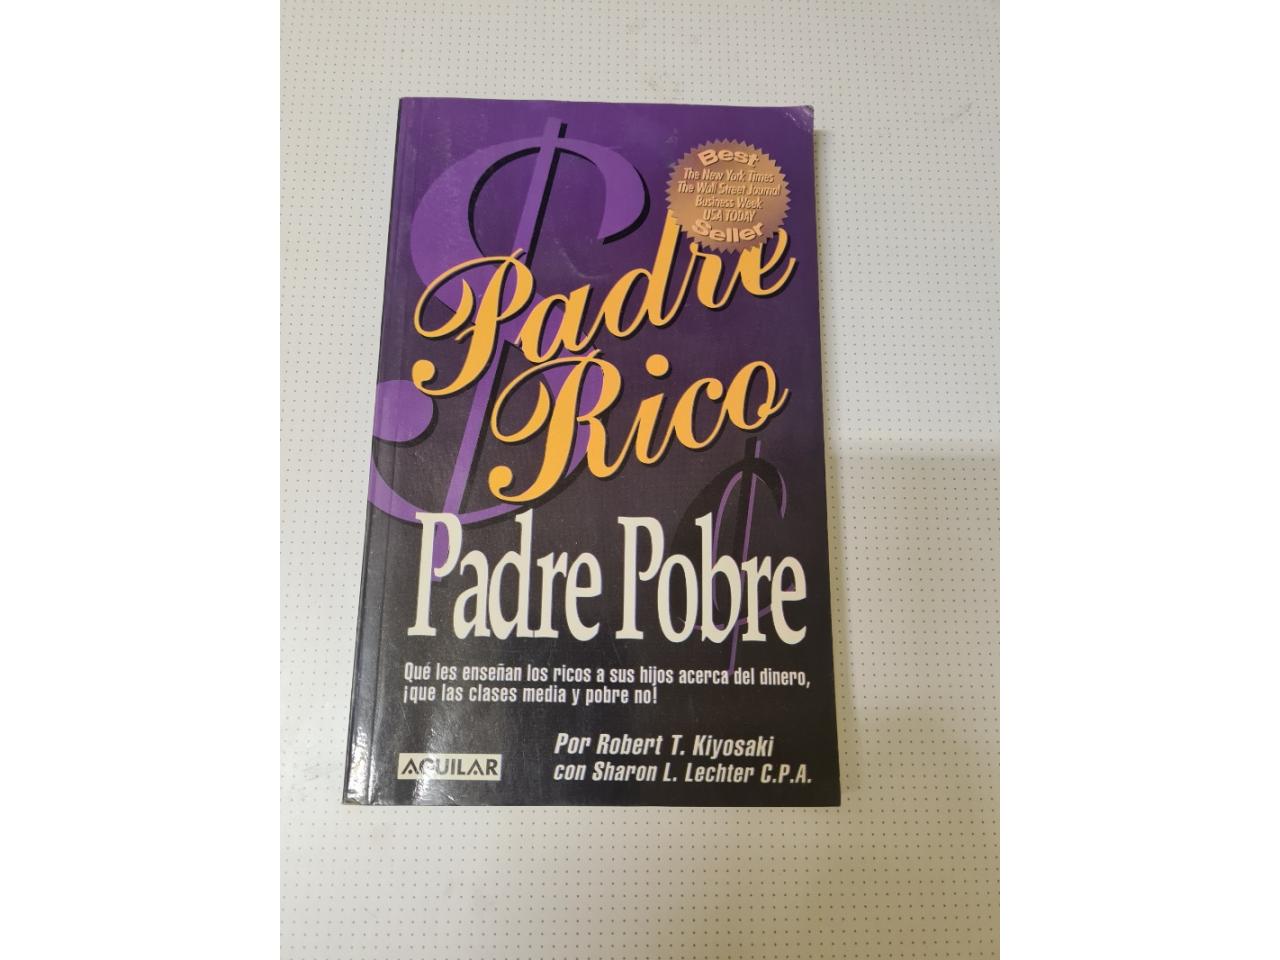 Best
The New York Times
The Wall Street Journal
Business Week
USA TODAY
Seller
Padre
Rico
Padre Pobre
Qué les enseñan los ricos a sus hijos acerca del dinero,
¡que las clases media y pobre no!
Por Robert T. Kiyosaki
con Sharon L. Lechter C.P.A.
AGUILAR